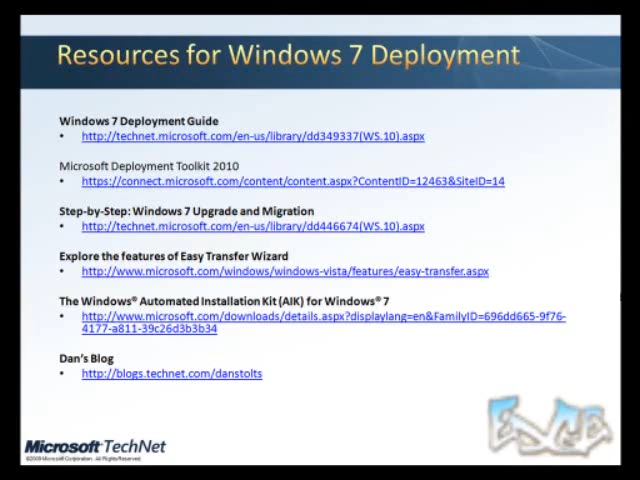 Resources for Windows 7 Deployment
Windows 7 Deployment Guide
• http://technet.microsoft.com/en-us/library/dd349337(WS.10).aspx
Microsoft Deployment Toolkit 2010
• https://connect.microsoft.com/content/content.aspx?ContentID=12463&SiteID=14
Step-by-Step: Windows 7 Upgrade and Migration
• http://technet.microsoft.com/en-us/library/dd446674(WS.10).aspx
Explore the features of Easy Transfer Wizard
• http://www.microsoft.com/windows/windows-vista/features/easy-transfer.aspx
The Windows® Automated Installation Kit (AIK) for Windows® 7
• http://www.microsoft.com/downloads/details.aspx?displaylang=en&FamilyID=696dd665-9f76-
4177-a811-39c26d3b3b34
Dan's Blog
• http://blogs.technet.com/danstolts
EDGE
Microsoft TechNet
©2009 Microsoft Corporation. All Rights Reserved.